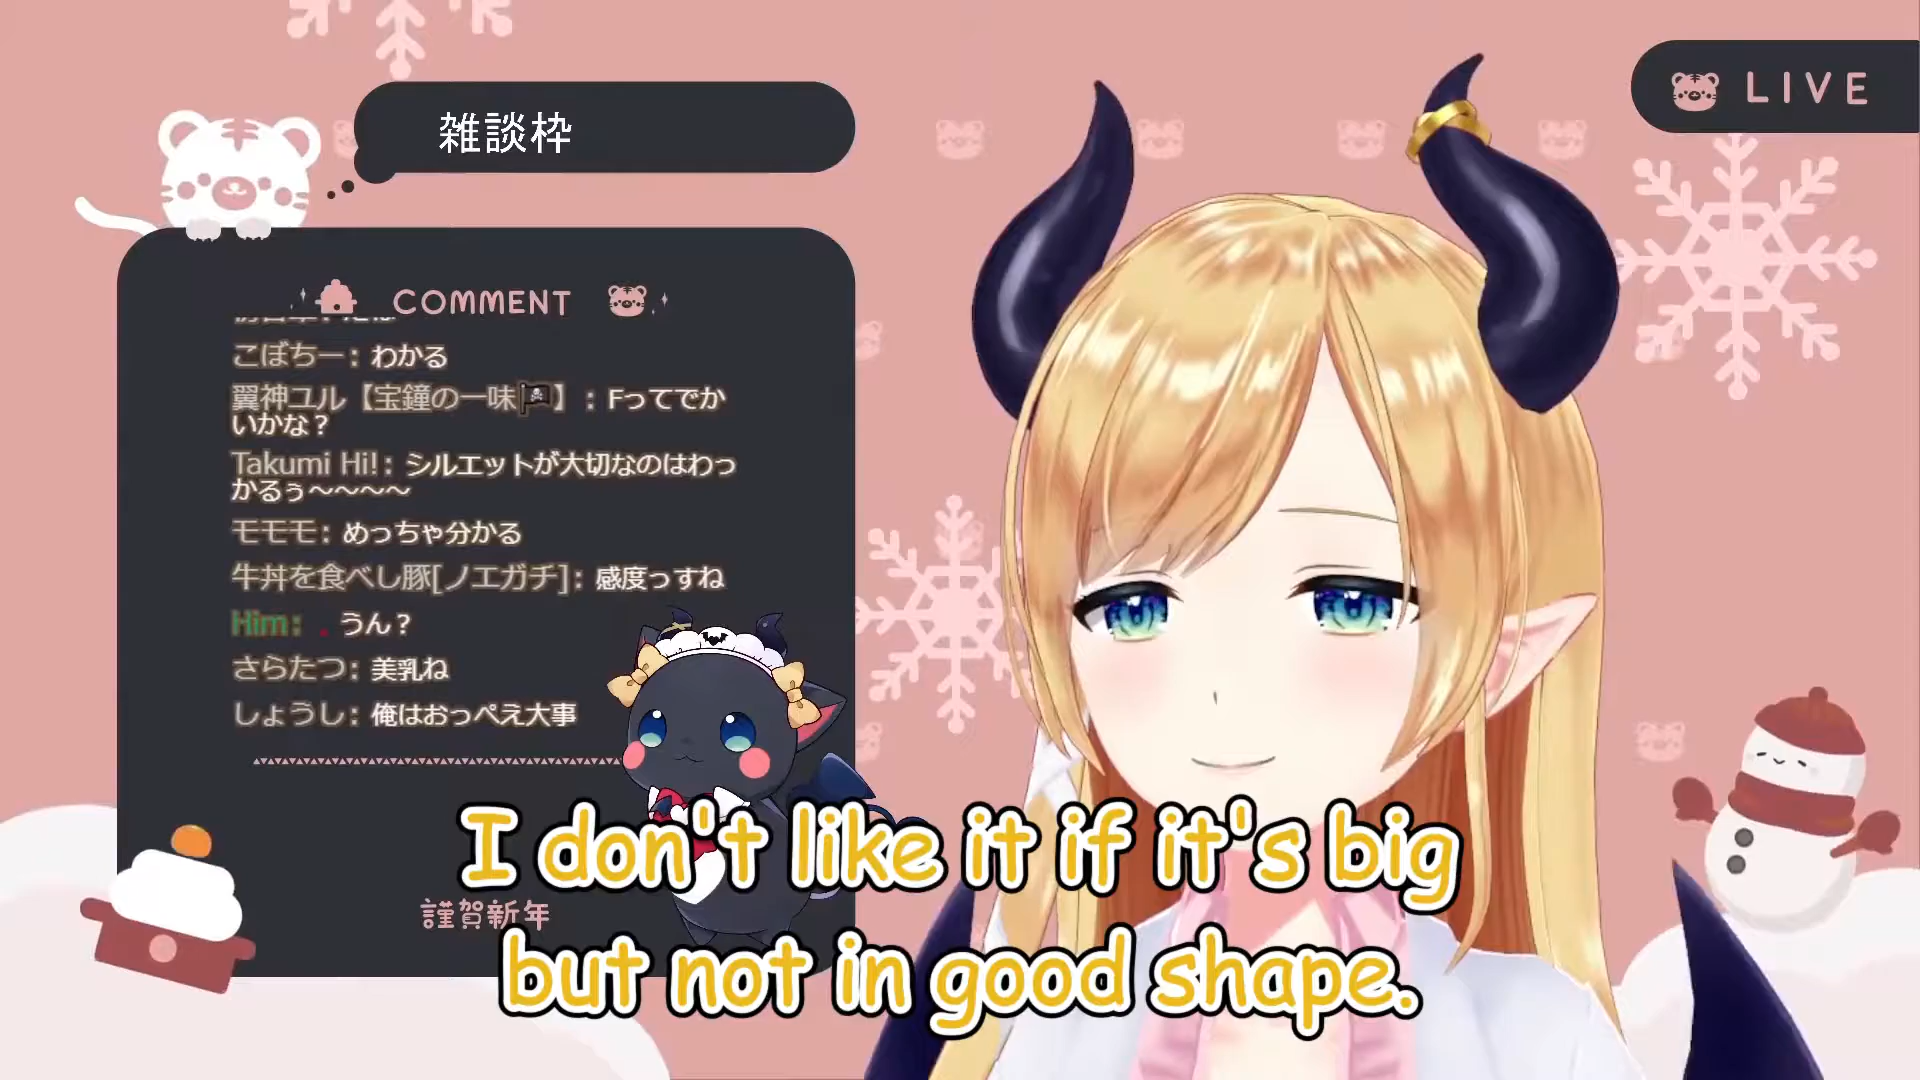 雑談枠
LIVE
COMMENT
こぼちー: わかる
翼神ユル【宝鐘の一味🏴‍☠️】: Fってでか
いかな?
Takumi Hi!: シルエットが大切なのはわっ
かるぅ〜〜〜〜
モモモ: めっちゃ分かる
牛丼を食べし豚[ノエガチ]: 感度っすね
Him: . うん?
さらたつ: 美乳ね
しょうし: 俺はおっぺえ大事
謹賀新年
I don't like it if it's big
but not in good shape.